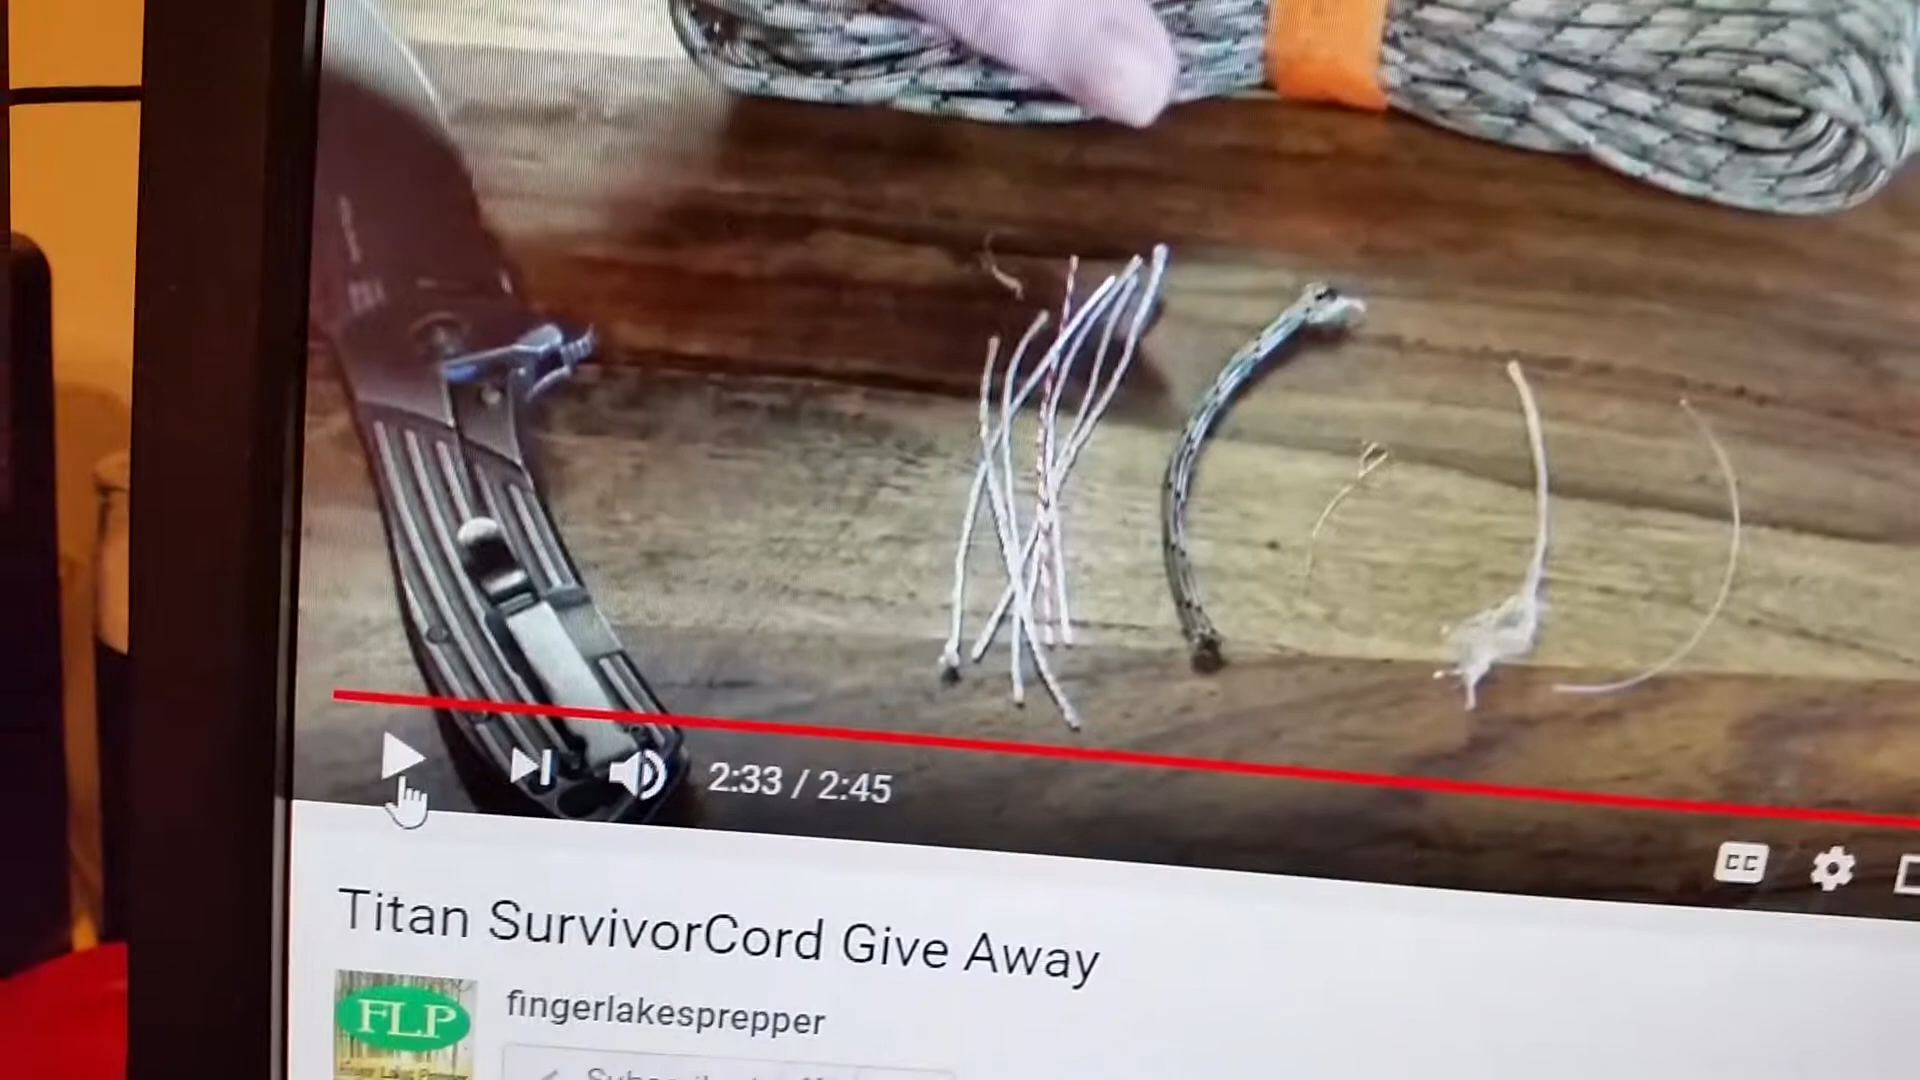 2:33 / 2:45
CC
Titan SurvivorCord Give Away
FLP
fingerlakesprepper